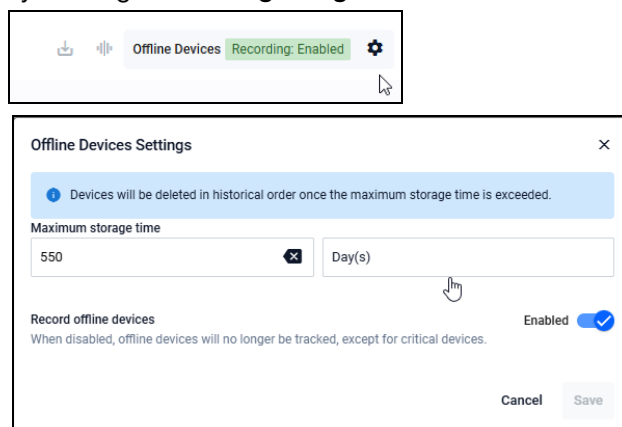 Offline Devices Recording: Enabled
Offline Devices Settings
Devices will be deleted in historical order once the maximum storage time is exceeded.
Maximum storage time
550 Day(s)
Record offline devices Enabled
When disabled, offline devices will no longer be tracked, except for critical devices.
Cancel Save